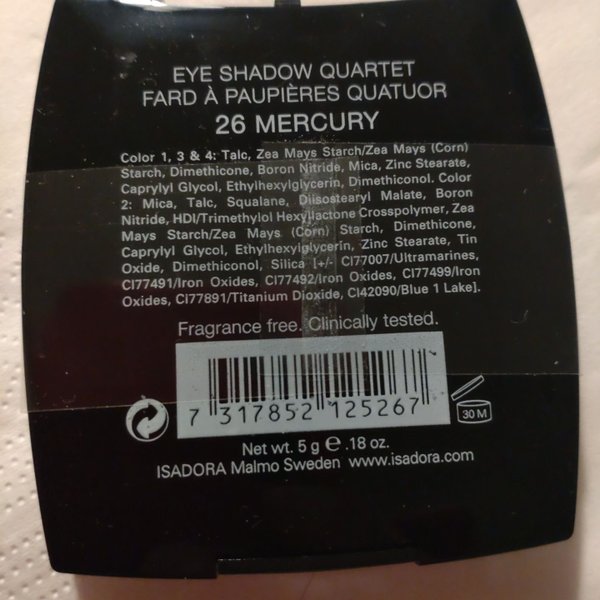 EYE SHADOW QUARTET
FARD À PAUPIÈRES QUATUOR
26 MERCURY
Color 1, 3 & 4: Talc, Zea Mays Starch/Zea Mays (Corn)
Starch, Dimethicone, Boron Nitride, Mica, Zinc Stearate,
Caprylyl Glycol, Ethylhexylglycerin, Dimethiconol. Color
2: Mica, Talc, Squalane, Diisostearyl Malate, Boron
Nitride, HDI/Trimethylol Hexyllactone Crosspolymer, Zea
Mays Starch/Zea Mays (Corn) Starch, Dimethicone,
Caprylyl Glycol, Ethylhexylglycerin, Zinc Stearate, Tin
Oxide, Dimethiconol, Silica [+/- CI77007/Ultramarines,
CI77491/Iron Oxides, CI77492/Iron Oxides, CI77499/Iron
Oxides, CI77891/Titanium Dioxide, CI42090/Blue 1 Lake].
Fragrance free. Clinically tested.
7 317852 125267
30 M
Net wt. 5 g ℮ .18 oz.
ISADORA Malmo Sweden www.isadora.com